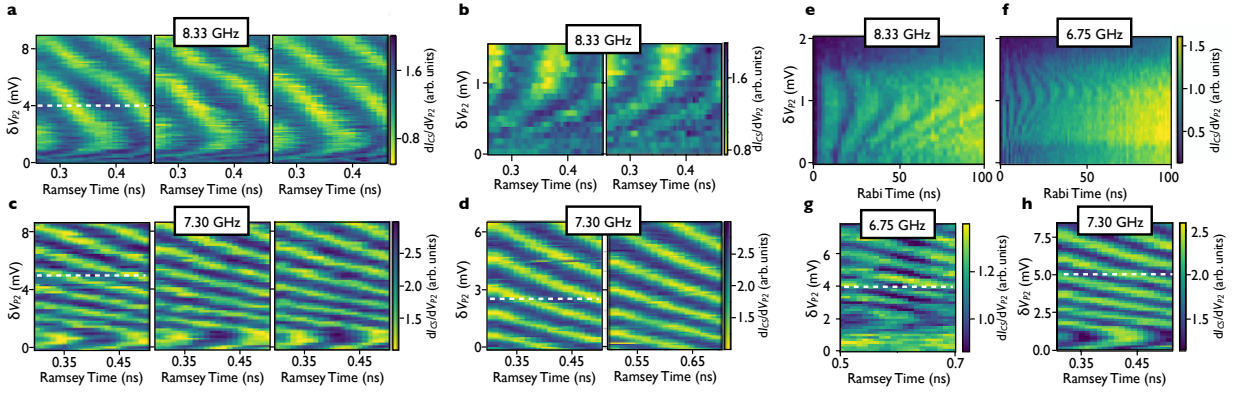 a
8.33 GHz
δV_P2 (mV)
8
4
0
0.3 0.4 0.3 0.4 0.3 0.4
Ramsey Time (ns) Ramsey Time (ns) Ramsey Time (ns)
1.6
0.8
dI_CS/dV_P2 (arb. units)
b
8.33 GHz
δV_P2 (mV)
1
0
0.3 0.4 0.3 0.4
Ramsey Time (ns) Ramsey Time (ns)
1.6
0.8
dI_CS/dV_P2 (arb. units)
e
8.33 GHz
δV_P2 (mV)
2
1
0
0 50 100
Rabi Time (ns)
f
6.75 GHz
0 50 100
Rabi Time (ns)
1.5
1.0
0.5
dI_CS/dV_P2 (arb. units)
c
7.30 GHz
δV_P2 (mV)
8
4
0
0.35 0.45 0.35 0.45 0.35 0.45
Ramsey Time (ns) Ramsey Time (ns) Ramsey Time (ns)
2.5
2.0
1.5
dI_CS/dV_P2 (arb. units)
d
7.30 GHz
δV_P2 (mV)
6
3
0
0.35 0.45 0.55 0.65
Ramsey Time (ns) Ramsey Time (ns)
2.5
2.0
1.5
dI_CS/dV_P2 (arb. units)
g
6.75 GHz
δV_P2 (mV)
6
4
2
0
0.5 0.7
Ramsey Time (ns)
1.2
1.0
dI_CS/dV_P2 (arb. units)
h
7.30 GHz
δV_P2 (mV)
7.5
5.0
2.5
0.0
0.35 0.45
Ramsey Time (ns)
2.5
2.0
1.5
dI_CS/dV_P2 (arb. units)